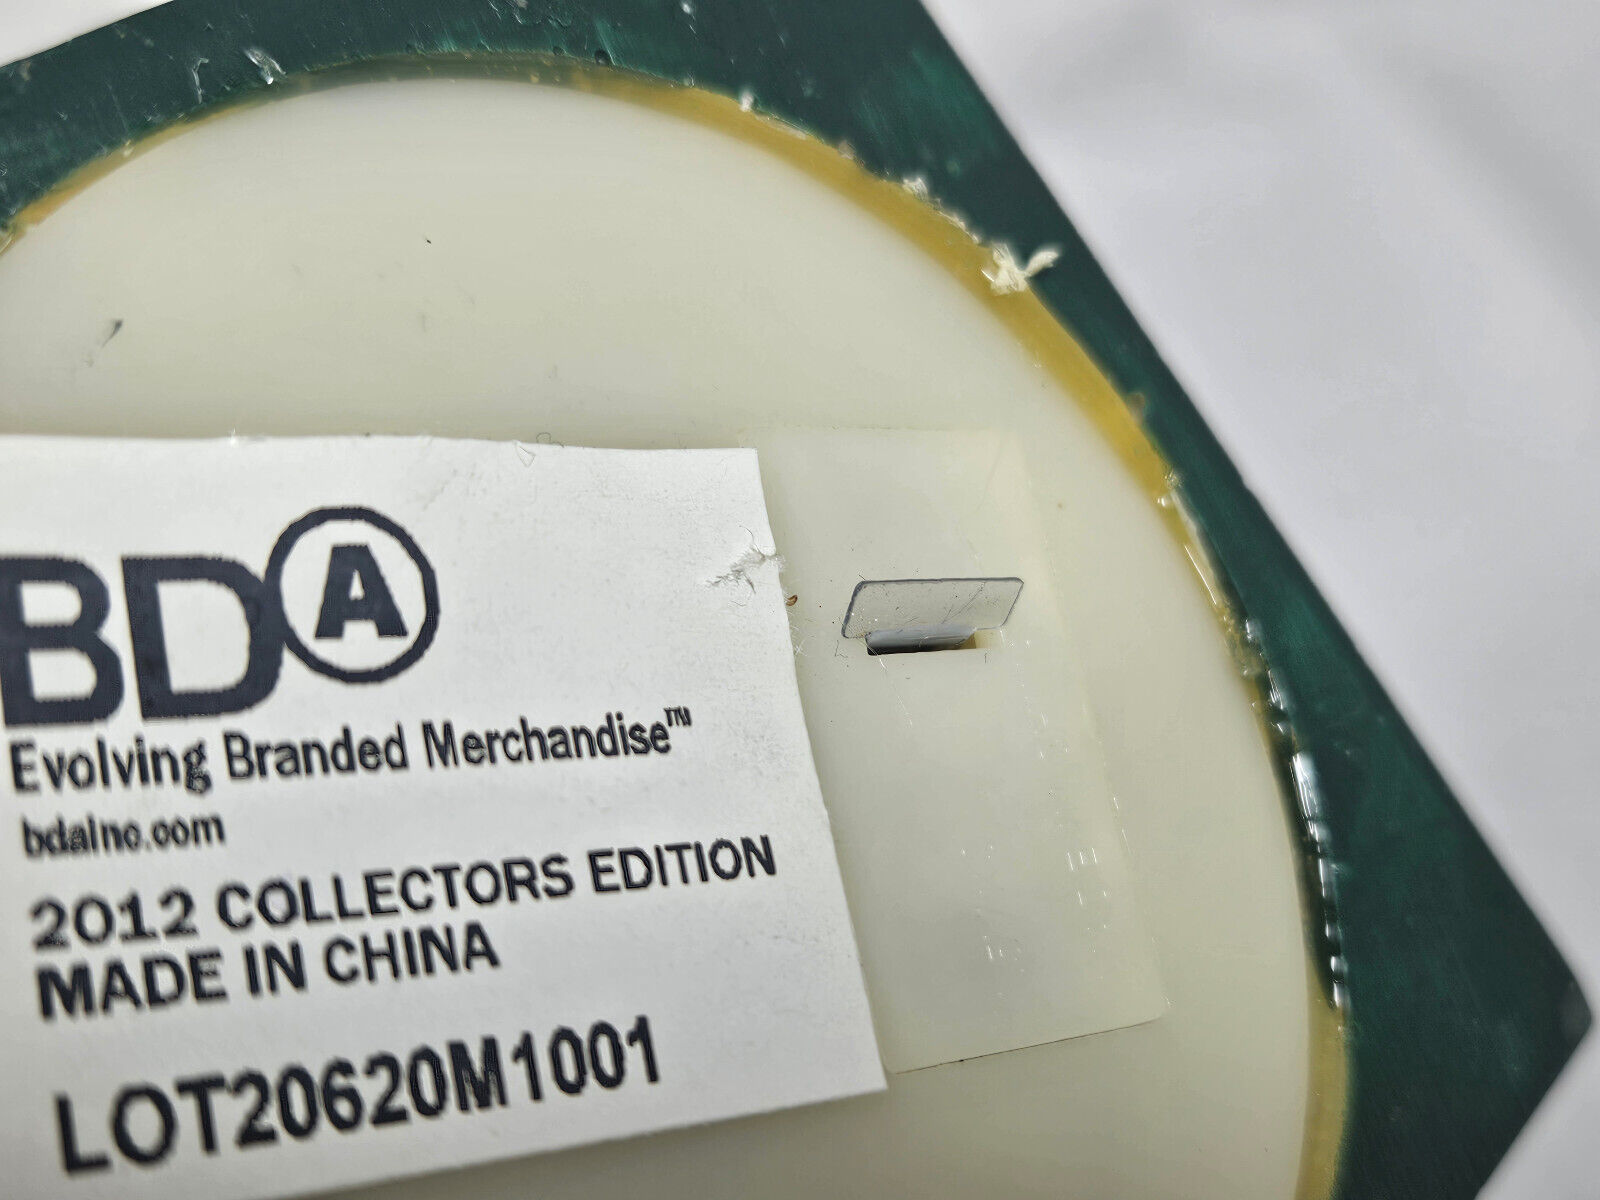 BDA
Evolving Branded Merchandise™
bdainc.com
2012 COLLECTORS EDITION
MADE IN CHINA
LOT20620M1001